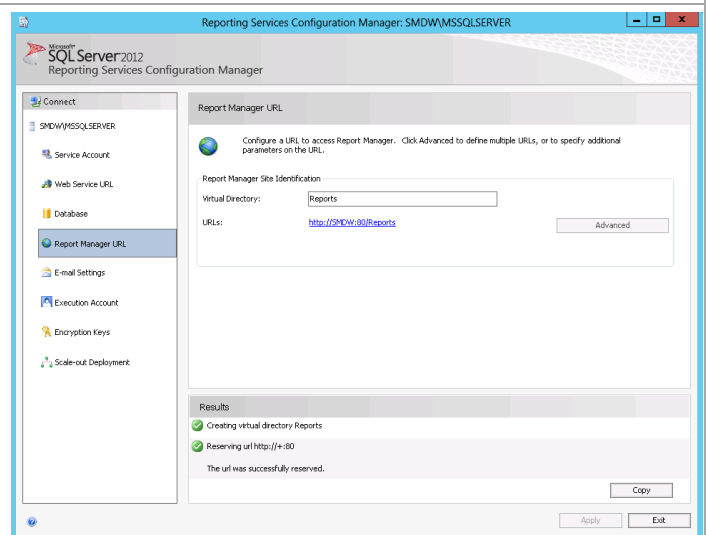 Reporting Services Configuration Manager: SMDW\MSSQLSERVER
Microsoft
SQL Server 2012
Reporting Services Configuration Manager
Connect
SMDW\MSSQLSERVER
Service Account
Web Service URL
Database
Report Manager URL
E-mail Settings
Execution Account
Encryption Keys
Scale-out Deployment
Report Manager URL
Configure a URL to access Report Manager. Click Advanced to define multiple URLs, or to specify additional
parameters on the URL.
Report Manager Site Identification
Virtual Directory: Reports
URLs: http://SMDW:80/Reports
Advanced
Results
Creating virtual directory Reports
Reserving url http://+:80
The url was successfully reserved.
Copy
Apply Exit